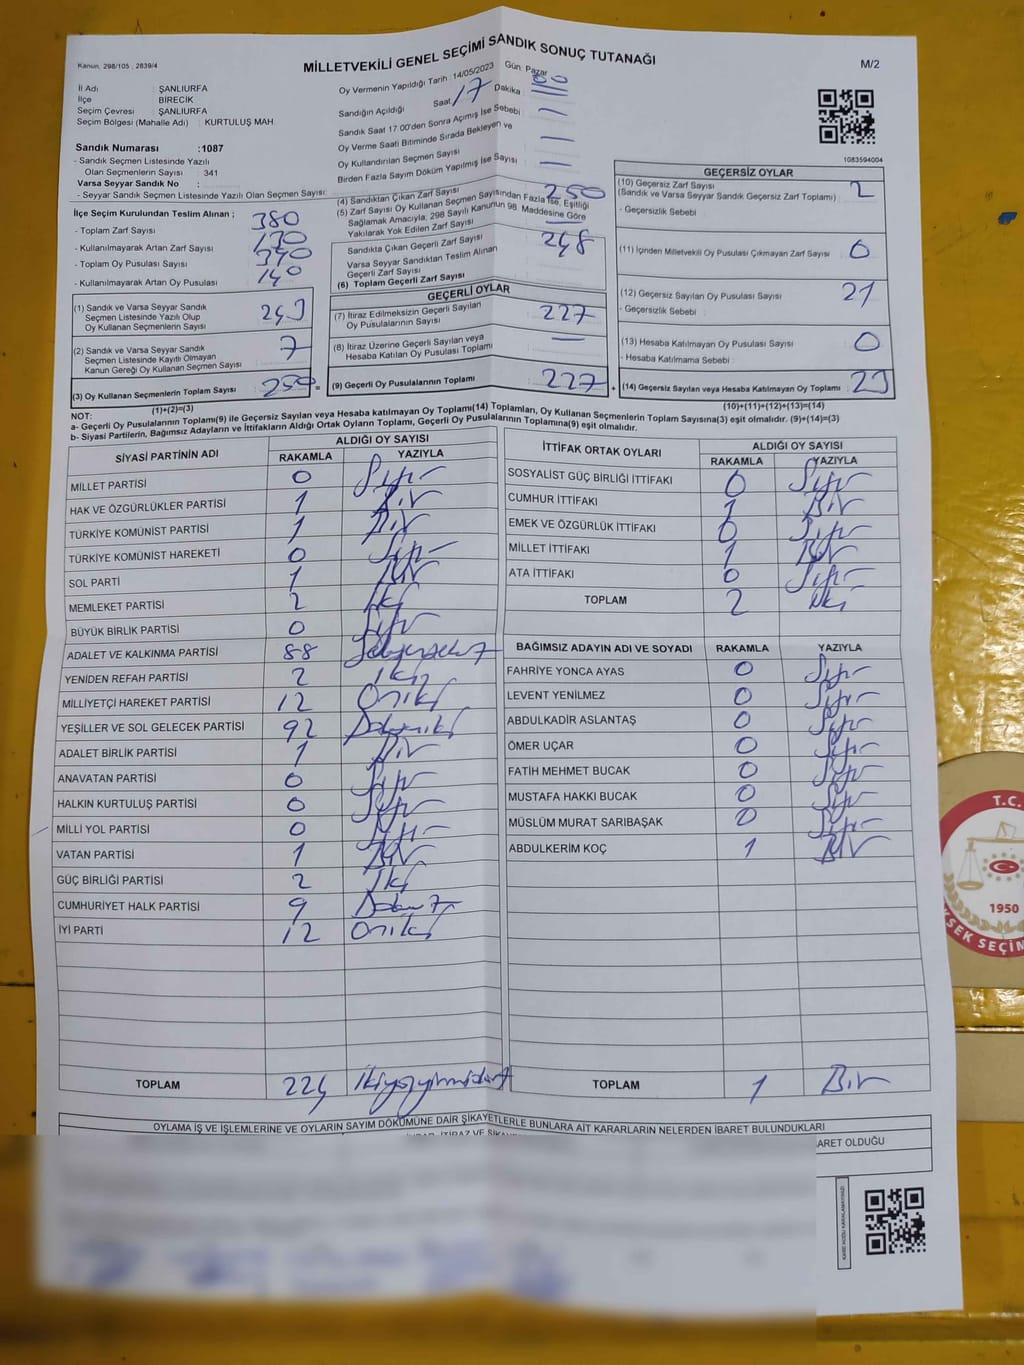 Kanun, 298/105 , 2839/4
MİLLETVEKİLİ GENEL SEÇİMİ SANDIK SONUÇ TUTANAĞI
M/2
İl Adı : ŞANLIURFA
İlçe : BİRECİK
Seçim Çevresi : ŞANLIURFA
Seçim Bölgesi (Mahalle Adı) : KURTULUŞ MAH.
Sandık Numarası :1087
- Sandık Seçmen Listesinde Yazılı
Olan Seçmenlerin Sayısı : 341
Varsa Seyyar Sandık No :
- Seyyar Sandık Seçmen Listesinde Yazılı Olan Seçmen Sayısı:
İlçe Seçim Kurulundan Teslim Alınan ;
- Toplam Zarf Sayısı : 380
- Kullanılmayarak Artan Zarf Sayısı : 130
- Toplam Oy Pusulası Sayısı :
- Kullanılmayarak Artan Oy Pusulası : 140
(1) Sandık ve Varsa Seyyar Sandık
Seçmen Listesinde Yazılı Olup
Oy Kullanan Seçmenlerin Sayısı 243
(2) Sandık ve Varsa Seyyar Sandık
Seçmen Listesinde Kayıtlı Olmayan
Kanun Gereği Oy Kullanan Seçmen Sayısı 7
(3) Oy Kullanan Seçmenlerin Toplam Sayısı 250 =
(1)+(2)=(3)
Oy Vermenin Yapıldığı Tarih :14/05/2023 Gün: Pazar
Sandığın Açıldığı Saat 17 Dakika 00
Sandık Saat 17:00'den Sonra Açımış İse Sebebi : —
Oy Verme Saati Bitiminde Sırada Bekleyen ve
Oy Kullandırılan Seçmen Sayısı : —
Birden Fazla Sayım Döküm Yapılmış İse Sayısı : —
(4) Sandıktan Çıkan Zarf Sayısı 250
(5) Zarf Sayısı Oy Kullanan Seçmen Sayısından Fazla İse, Eşitliği
Sağlamak Amacıyla, 298 Sayılı Kanunun 98. Maddesine Göre
Yakılarak Yok Edilen Zarf Sayısı —
Sandıkta Çıkan Geçerli Zarf Sayısı 248
Varsa Seyyar Sandıktan Teslim Alınan
Geçerli Zarf Sayısı
(6) Toplam Geçerli Zarf Sayısı
GEÇERLİ OYLAR
(7) İtiraz Edilmeksizin Geçerli Sayılan
Oy Pusulalarının Sayısı 227
(8) İtiraz Üzerine Geçerli Sayılan veya
Hesaba Katılan Oy Pusulası Toplamı —
(9) Geçerli Oy Pusulalarının Toplamı 227 +
1083594004
GEÇERSİZ OYLAR
(10) Geçersiz Zarf Sayısı
(Sandık ve Varsa Seyyar Sandık Geçersiz Zarf Toplamı) : 2
- Geçersizlik Sebebi :
(11) İçinden Milletvekili Oy Pusulası Çıkmayan Zarf Sayısı : 0
(12) Geçersiz Sayılan Oy Pusulası Sayısı : 21
- Geçersizlik Sebebi :
(13) Hesaba Katılmayan Oy Pusulası Sayısı : 0
- Hesaba Katılmama Sebebi :
(14) Geçersiz Sayılan veya Hesaba Katılmayan Oy Toplamı : 23
(10)+(11)+(12)+(13)=(14)
NOT:
a- Geçerli Oy Pusulalarının Toplamı(9) ile Geçersiz Sayılan veya Hesaba katılmayan Oy Toplamı(14) Toplamları, Oy Kullanan Seçmenlerin Toplam Sayısına(3) eşit olmalıdır. (9)+(14)=(3)
b- Siyasi Partilerin, Bağımsız Adayların ve İttifakların Aldığı Ortak Oyların Toplamı, Geçerli Oy Pusulalarının Toplamına(9) eşit olmalıdır.
SİYASİ PARTİNİN ADI ALDIĞI OY SAYISI
RAKAMLA YAZIYLA
MİLLET PARTİSİ 0 Sıfır
HAK VE ÖZGÜRLÜKLER PARTİSİ 1 Bir
TÜRKİYE KOMÜNİST PARTİSİ 1 Bir
TÜRKİYE KOMÜNİST HAREKETİ 0 Sıfır
SOL PARTİ 1 Bir
MEMLEKET PARTİSİ 2 İki
BÜYÜK BİRLİK PARTİSİ 0 Sıfır
ADALET VE KALKINMA PARTİSİ 88 Seksensekiz
YENİDEN REFAH PARTİSİ 2 İki
MİLLİYETÇİ HAREKET PARTİSİ 12 Oniki
YEŞİLLER VE SOL GELECEK PARTİSİ 92 Doksaniki
ADALET BİRLİK PARTİSİ 1 Bir
ANAVATAN PARTİSİ 0 Sıfır
HALKIN KURTULUŞ PARTİSİ 0 Sıfır
MİLLİ YOL PARTİSİ 0 Sıfır
VATAN PARTİSİ 1 Bir
GÜÇ BİRLİĞİ PARTİSİ 2 İki
CUMHURİYET HALK PARTİSİ 9 Dokuz
İYİ PARTİ 12 Oniki
TOPLAM 224 ikiyüzyirmidört
İTTİFAK ORTAK OYLARI ALDIĞI OY SAYISI
RAKAMLA YAZIYLA
SOSYALİST GÜÇ BİRLİĞİ İTTİFAKI 0 Sıfır
CUMHUR İTTİFAKI 1 Bir
EMEK VE ÖZGÜRLÜK İTTİFAKI 0 Sıfır
MİLLET İTTİFAKI 1 Bir
ATA İTTİFAKI 0 Sıfır
TOPLAM 2 iki
BAĞIMSIZ ADAYIN ADI VE SOYADI RAKAMLA YAZIYLA
FAHRİYE YONCA AYAS 0 Sıfır
LEVENT YENİLMEZ 0 Sıfır
ABDULKADİR ASLANTAŞ 0 Sıfır
ÖMER UÇAR 0 Sıfır
FATİH MEHMET BUCAK 0 Sıfır
MUSTAFA HAKKI BUCAK 0 Sıfır
MÜSLÜM MURAT SARIBAŞAK 0 Sıfır
ABDULKERİM KOÇ 1 Bir
TOPLAM 1 Bir
OYLAMA İŞ VE İŞLEMLERİNE VE OYLARIN SAYIM DÖKÜMÜNE DAİR ŞİKAYETLERLE BUNLARA AİT KARARLARIN NELERDEN İBARET BULUNDUKLARI
BARET OLDUĞU
T.C.
1950
KSEK SEÇİM